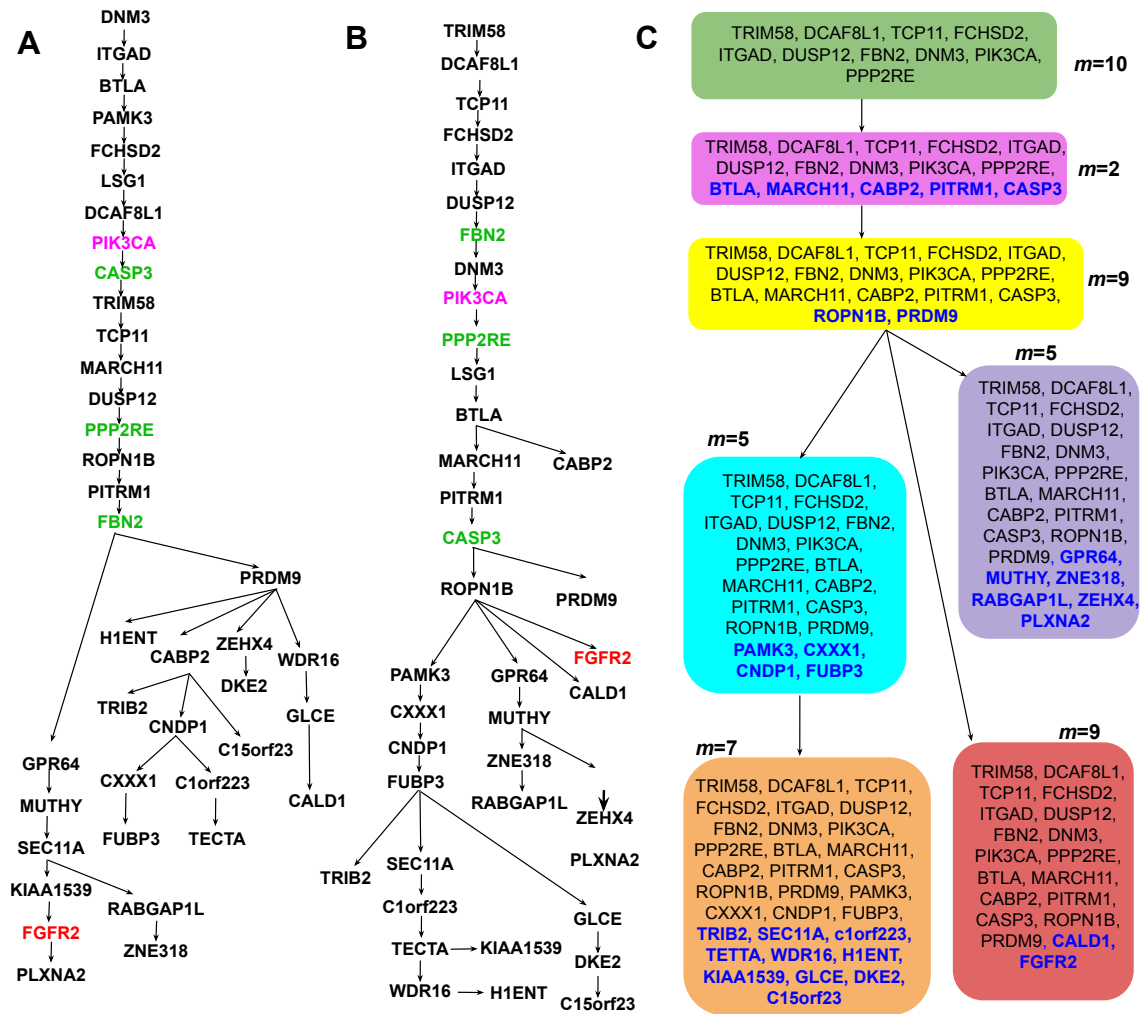 A
DNM3
ITGAD
BTLA
PAMK3
FCHSD2
LSG1
DCAF8L1
PIK3CA
CASP3
TRIM58
TCP11
MARCH11
DUSP12
PPP2RE
ROPN1B
PITRM1
FBN2
PRDM9
H1ENT
CABP2
ZEHX4
WDR16
DKE2
TRIB2
CNDP1
GLCE
C15orf23
GPR64
CXXX1
C1orf223
CALD1
MUTHY
FUBP3
TECTA
SEC11A
KIAA1539
RABGAP1L
FGFR2
ZNE318
PLXNA2
B
TRIM58
DCAF8L1
TCP11
FCHSD2
ITGAD
DUSP12
FBN2
DNM3
PIK3CA
PPP2RE
LSG1
BTLA
MARCH11
CABP2
PITRM1
CASP3
ROPN1B
PRDM9
FGFR2
PAMK3
GPR64
CALD1
CXXX1
MUTHY
CNDP1
ZNE318
FUBP3
RABGAP1L
ZEHX4
PLXNA2
SEC11A
TRIB2
C1orf223
GLCE
TECTA
KIAA1539
DKE2
WDR16
H1ENT
C15orf23
C
TRIM58, DCAF8L1, TCP11, FCHSD2,
ITGAD, DUSP12, FBN2, DNM3, PIK3CA,
PPP2RE
m=10
TRIM58, DCAF8L1, TCP11, FCHSD2, ITGAD,
DUSP12, FBN2, DNM3, PIK3CA, PPP2RE,
BTLA, MARCH11, CABP2, PITRM1, CASP3
m=2
TRIM58, DCAF8L1, TCP11, FCHSD2, ITGAD,
DUSP12, FBN2, DNM3, PIK3CA, PPP2RE,
BTLA, MARCH11, CABP2, PITRM1, CASP3,
ROPN1B, PRDM9
m=9
m=5
TRIM58, DCAF8L1,
TCP11, FCHSD2,
ITGAD, DUSP12,
FBN2, DNM3,
PIK3CA, PPP2RE,
BTLA, MARCH11,
CABP2, PITRM1,
CASP3, ROPN1B,
PRDM9, GPR64,
MUTHY, ZNE318,
RABGAP1L, ZEHX4,
PLXNA2
m=5
TRIM58, DCAF8L1,
TCP11, FCHSD2,
ITGAD, DUSP12, FBN2,
DNM3, PIK3CA,
PPP2RE, BTLA,
MARCH11, CABP2,
PITRM1, CASP3,
ROPN1B, PRDM9,
PAMK3, CXXX1,
CNDP1, FUBP3
m=7
TRIM58, DCAF8L1, TCP11,
FCHSD2, ITGAD, DUSP12,
FBN2, DNM3, PIK3CA,
PPP2RE, BTLA, MARCH11,
CABP2, PITRM1, CASP3,
ROPN1B, PRDM9, PAMK3,
CXXX1, CNDP1, FUBP3,
TRIB2, SEC11A, c1orf223,
TETTA, WDR16, H1ENT,
KIAA1539, GLCE, DKE2,
C15orf23
m=9
TRIM58, DCAF8L1,
TCP11, FCHSD2,
ITGAD, DUSP12,
FBN2, DNM3,
PIK3CA, PPP2RE,
BTLA, MARCH11,
CABP2, PITRM1,
CASP3, ROPN1B,
PRDM9, CALD1,
FGFR2